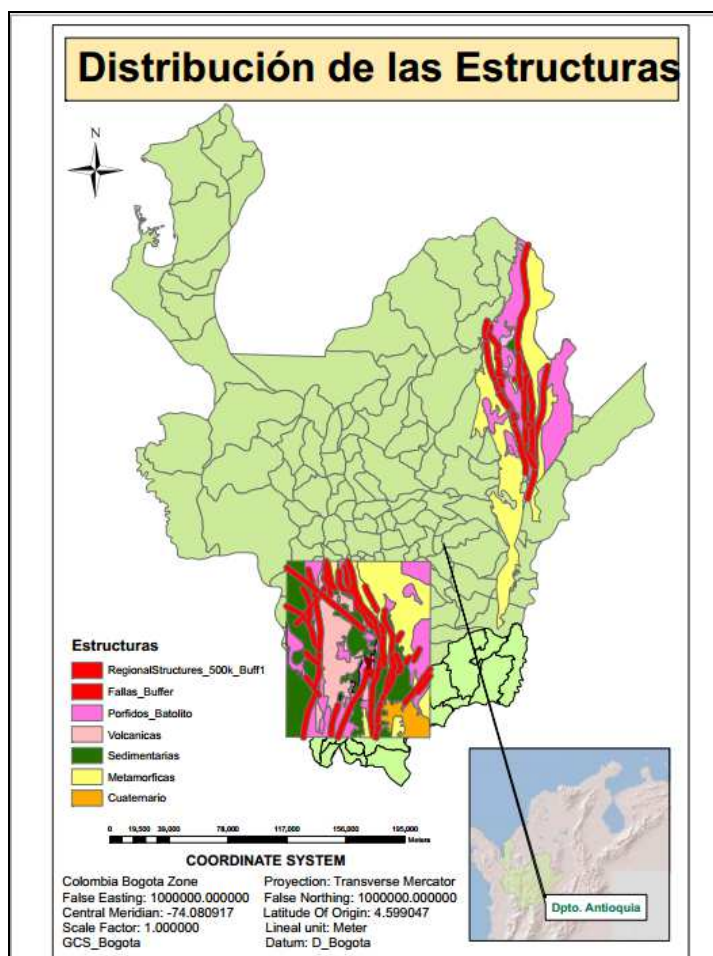 Distribución de las Estructuras
N
Estructuras
RegionalStructures_500k_Buff1
Fallas_Buffer
Porfidos_Batolito
Volcanicas
Sedimentarias
Metamorficas
Cuaternario
0 19,500 39,000 78,000 117,000 156,000 195,000
Meters
COORDINATE SYSTEM
Colombia Bogota Zone Proyection: Transverse Mercator
False Easting: 1000000.000000 False Northing: 1000000.000000
Central Meridian: -74.080917 Latitude Of Origin: 4.599047
Scale Factor: 1.000000 Lineal unit: Meter
GCS_Bogota Datum: D_Bogota
Dpto. Antioquia